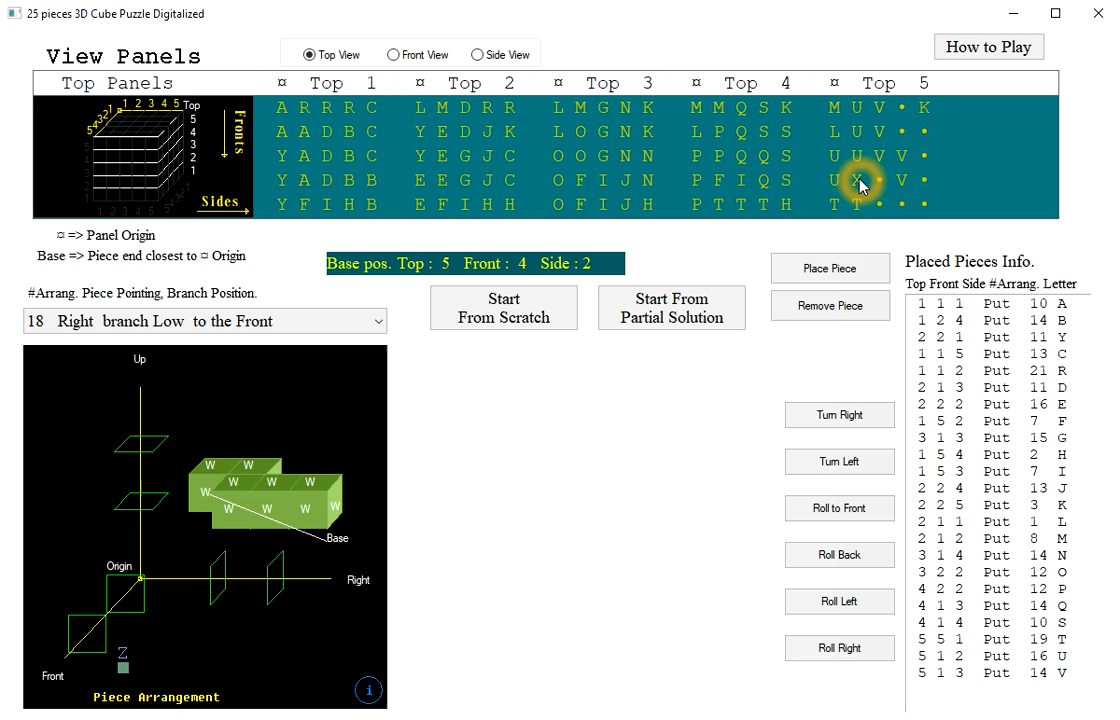 25 pieces 3D Cube Puzzle Digitalized
View Panels
Top View Front View Side View
How to Play
Top Panels ¤ Top 1 ¤ Top 2 ¤ Top 3 ¤ Top 4 ¤ Top 5
1 2 3 4 5 Top
Fronts
Sides
A R R R C L M D R R L M G N K M M Q S K M U V • K
A A D B C Y E D J K L O G N K L P Q S S L U V • •
Y A D B C Y E G J C O O G N N P P Q Q S U U V V •
Y A D B B E E G J C O F I J N P F I Q S U X • V •
Y F I H B E F I H H O F I J H P T T T H T T • • •
¤ => Panel Origin
Base => Piece end closest to ¤ Origin
Base pos. Top : 5 Front : 4 Side : 2
#Arrang. Piece Pointing, Branch Position.
18 Right branch Low to the Front
Start
From Scratch
Start From
Partial Solution
Place Piece
Remove Piece
Turn Right
Turn Left
Roll to Front
Roll Back
Roll Left
Roll Right
Up
W W
W W W W
W W W W
Base
Origin
Right
Z
Front
Piece Arrangement
i
Placed Pieces Info.
Top Front Side #Arrang. Letter
1 1 1 Put 10 A
1 2 4 Put 14 B
2 2 1 Put 11 Y
1 1 5 Put 13 C
1 1 2 Put 21 R
2 1 3 Put 11 D
2 2 2 Put 16 E
1 5 2 Put 7 F
3 1 3 Put 15 G
1 5 4 Put 2 H
1 5 3 Put 7 I
2 2 4 Put 13 J
2 2 5 Put 3 K
2 1 1 Put 1 L
2 1 2 Put 8 M
3 1 4 Put 14 N
3 2 2 Put 12 O
4 2 2 Put 12 P
4 1 3 Put 14 Q
4 1 4 Put 10 S
5 5 1 Put 19 T
5 1 2 Put 16 U
5 1 3 Put 14 V